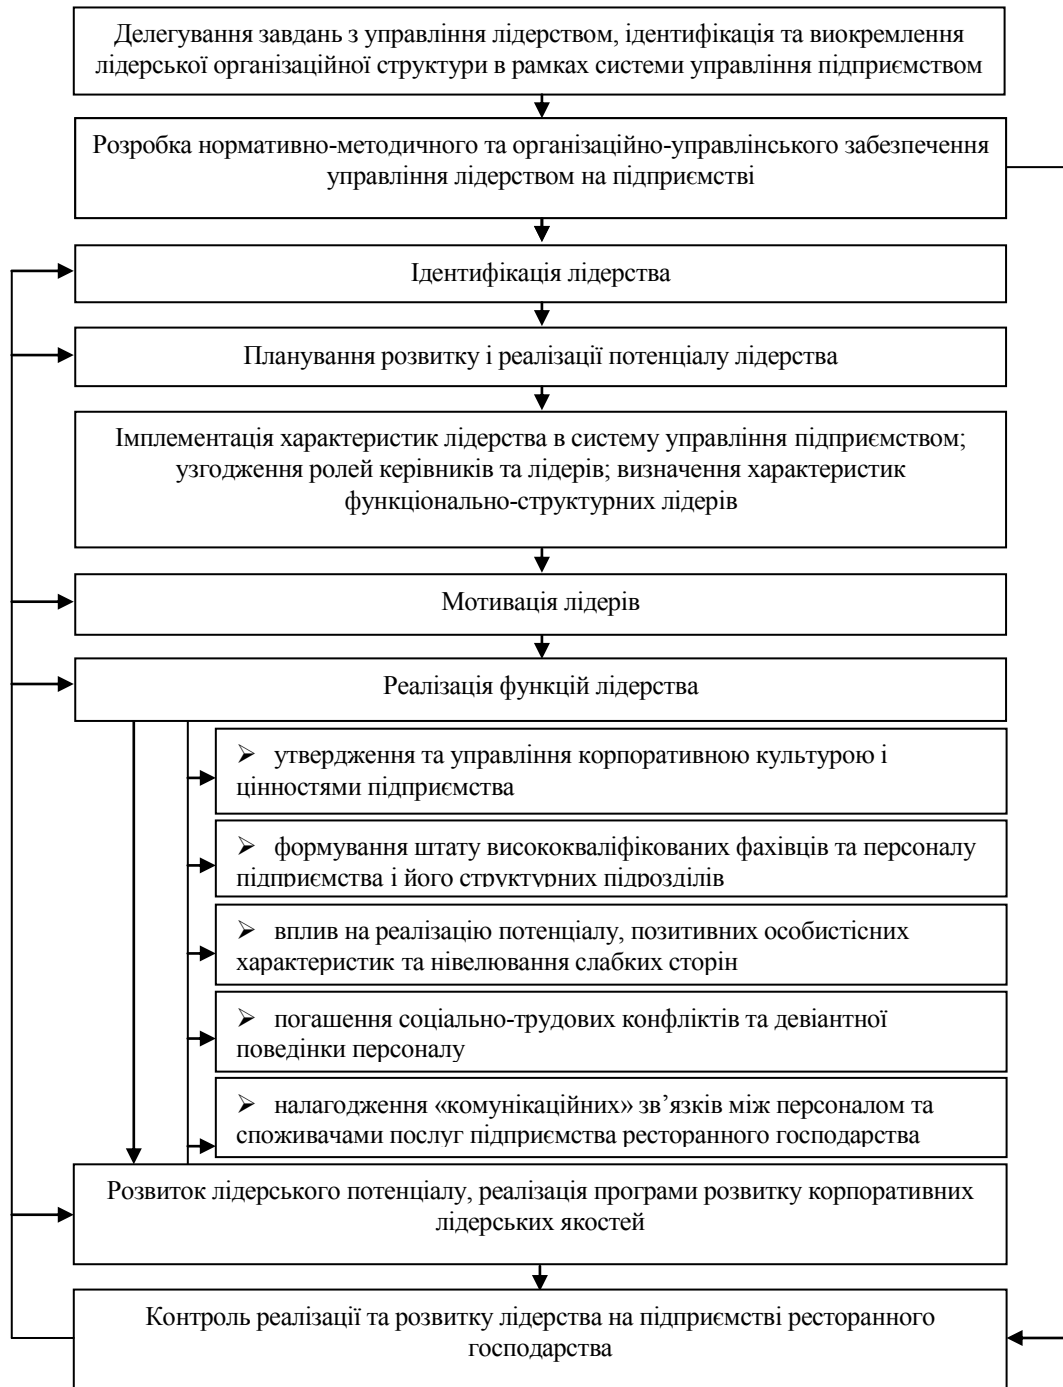 Делегування завдань з управління лідерством, ідентифікація та виокремлення
лідерської організаційної структури в рамках системи управління підприємством
Розробка нормативно-методичного та організаційно-управлінського забезпечення
управління лідерством на підприємстві
Ідентифікація лідерства
Планування розвитку і реалізації потенціалу лідерства
Імплементація характеристик лідерства в систему управління підприємством;
узгодження ролей керівників та лідерів; визначення характеристик
функціонально-структурних лідерів
Мотивація лідерів
Реалізація функцій лідерства
➢ утвердження та управління корпоративною культурою і
цінностями підприємства
➢ формування штату висококваліфікованих фахівців та персоналу
підприємства і його структурних підрозділів
➢ вплив на реалізацію потенціалу, позитивних особистісних
характеристик та нівелювання слабких сторін
➢ погашення соціально-трудових конфліктів та девіантної
поведінки персоналу
➢ налагодження «комунікаційних» зв’язків між персоналом та
споживачами послуг підприємства ресторанного господарства
Розвиток лідерського потенціалу, реалізація програми розвитку корпоративних
лідерських якостей
Контроль реалізації та розвитку лідерства на підприємстві ресторанного
господарства